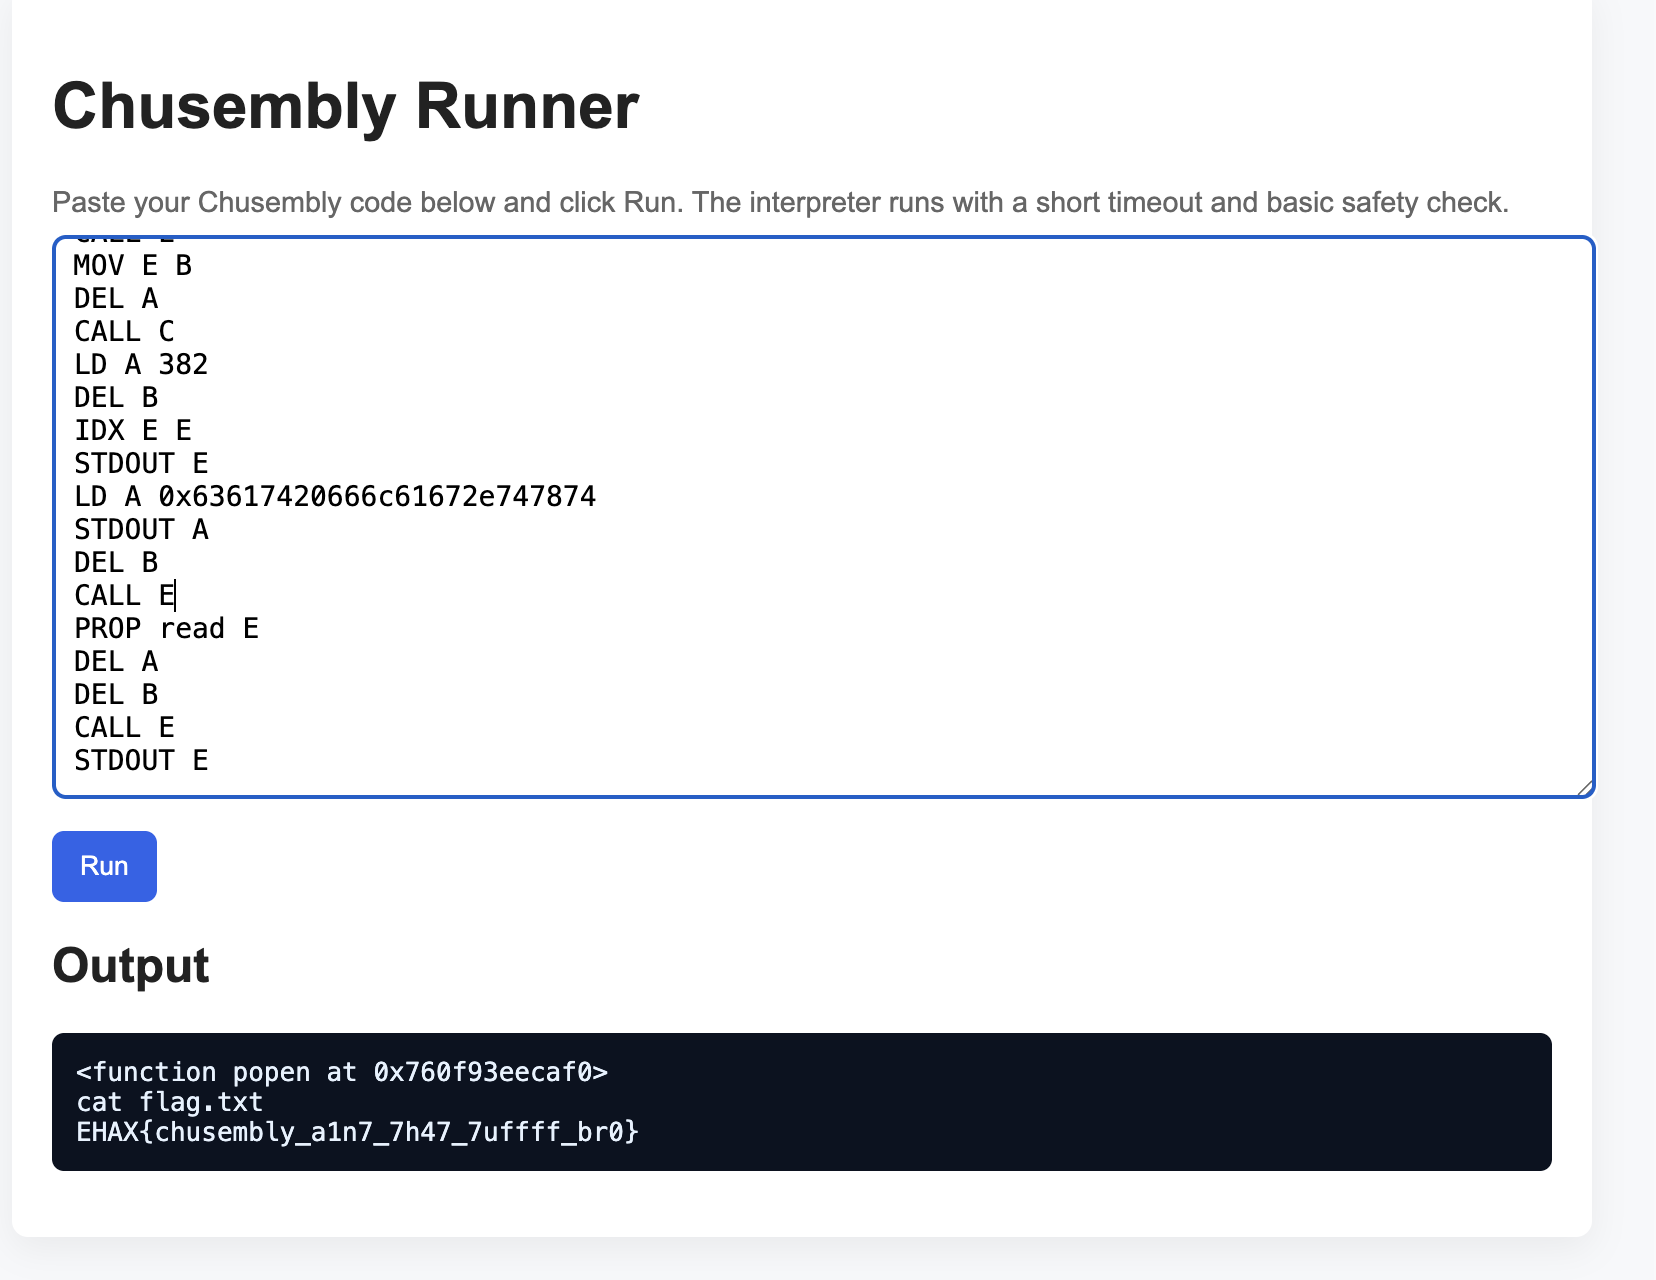 Chusembly Runner
Paste your Chusembly code below and click Run. The interpreter runs with a short timeout and basic safety check.
MOV E B
DEL A
CALL C
LD A 382
DEL B
IDX E E
STDOUT E
LD A 0x63617420666c61672e747874
STDOUT A
DEL B
CALL E
PROP read E
DEL A
DEL B
CALL E
STDOUT E
Run
Output
<function popen at 0x760f93eecaf0>
cat flag.txt
EHAX{chusembly_a1n7_7h47_7uffff_br0}